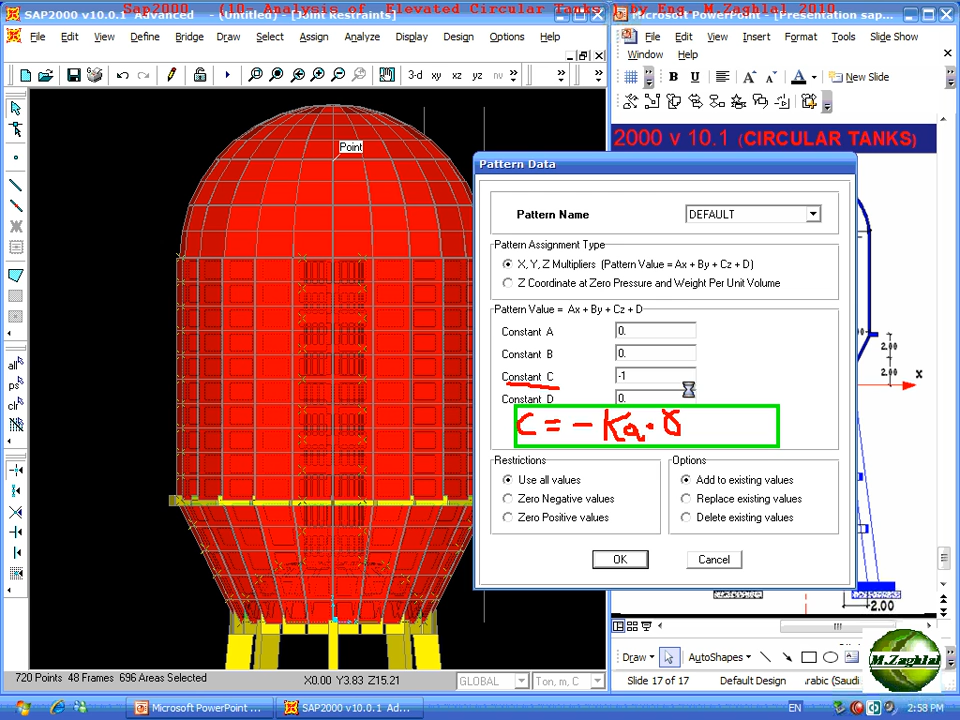 Sap2000 (10- Analysis of Elevated Circular Tanks ) by Eng. M.Zaghlal 2010
SAP2000 v10.0.1 Advanced - (Untitled) - [Joint Restraints]
File Edit View Define Bridge Draw Select Assign Analyze Display Design Options Help
3-d xy xz yz nv
Microsoft PowerPoint - [Presentation sap...
File Edit View Insert Format Tools Slide Show
Window Help
B U A A A New Slide
2000 v 10.1 (CIRCULAR TANKS)
Point
all
ps
clr
Pattern Data
Pattern Name DEFAULT
Pattern Assignment Type
X, Y, Z Multipliers (Pattern Value = Ax + By + Cz + D)
Z Coordinate at Zero Pressure and Weight Per Unit Volume
Pattern Value = Ax + By + Cz + D
Constant A 0.
Constant B 0.
Constant C -1
Constant D 0.
C = - Ka . γ
Restrictions
Use all values
Zero Negative values
Zero Positive values
Options
Add to existing values
Replace existing values
Delete existing values
OK Cancel
2.00
x
2.00
2.00
M.Zaghlal
Draw AutoShapes
Slide 17 of 17 Default Design Arabic (Saudi
720 Points 48 Frames 696 Areas Selected X0.00 Y3.83 Z15.21 GLOBAL Ton, m, C
Microsoft PowerPoint ... SAP2000 v10.0.1 Ad... EN 2:58 PM